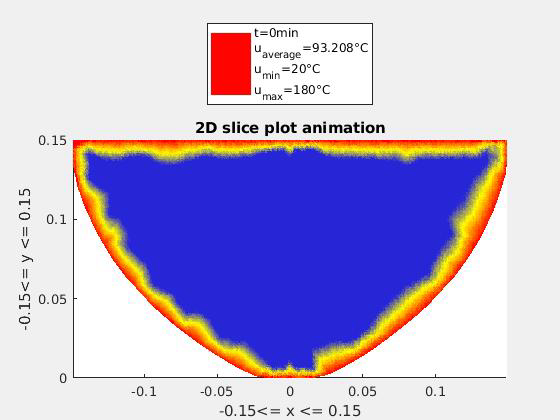 t=0min
u_average=93.208°C
u_min=20°C
u_max=180°C
2D slice plot animation
0.15
0.1
0.05
0
-0.15<= y <= 0.15
-0.1 -0.05 0 0.05 0.1
-0.15<= x <= 0.15